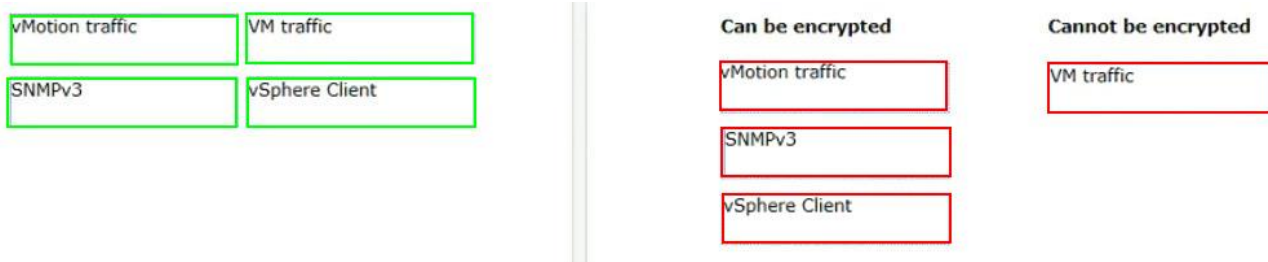 vMotion traffic
VM traffic
SNMPv3
vSphere Client
Can be encrypted
Cannot be encrypted
vMotion traffic
VM traffic
SNMPv3
vSphere Client